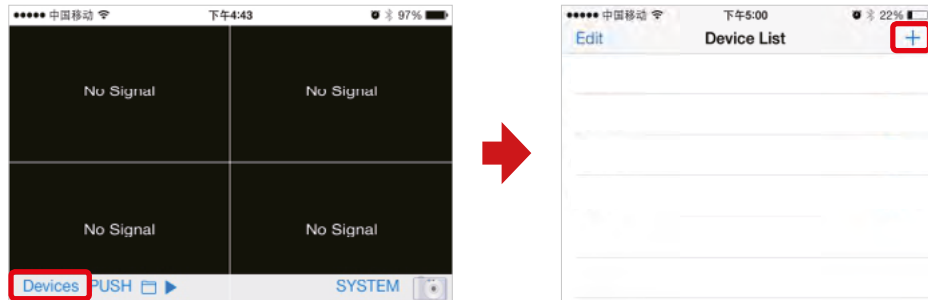 中国移动 下午4:43 97%
No Signal No Signal
No Signal No Signal
Devices PUSH SYSTEM
中国移动 下午5:00 22%
Edit Device List +